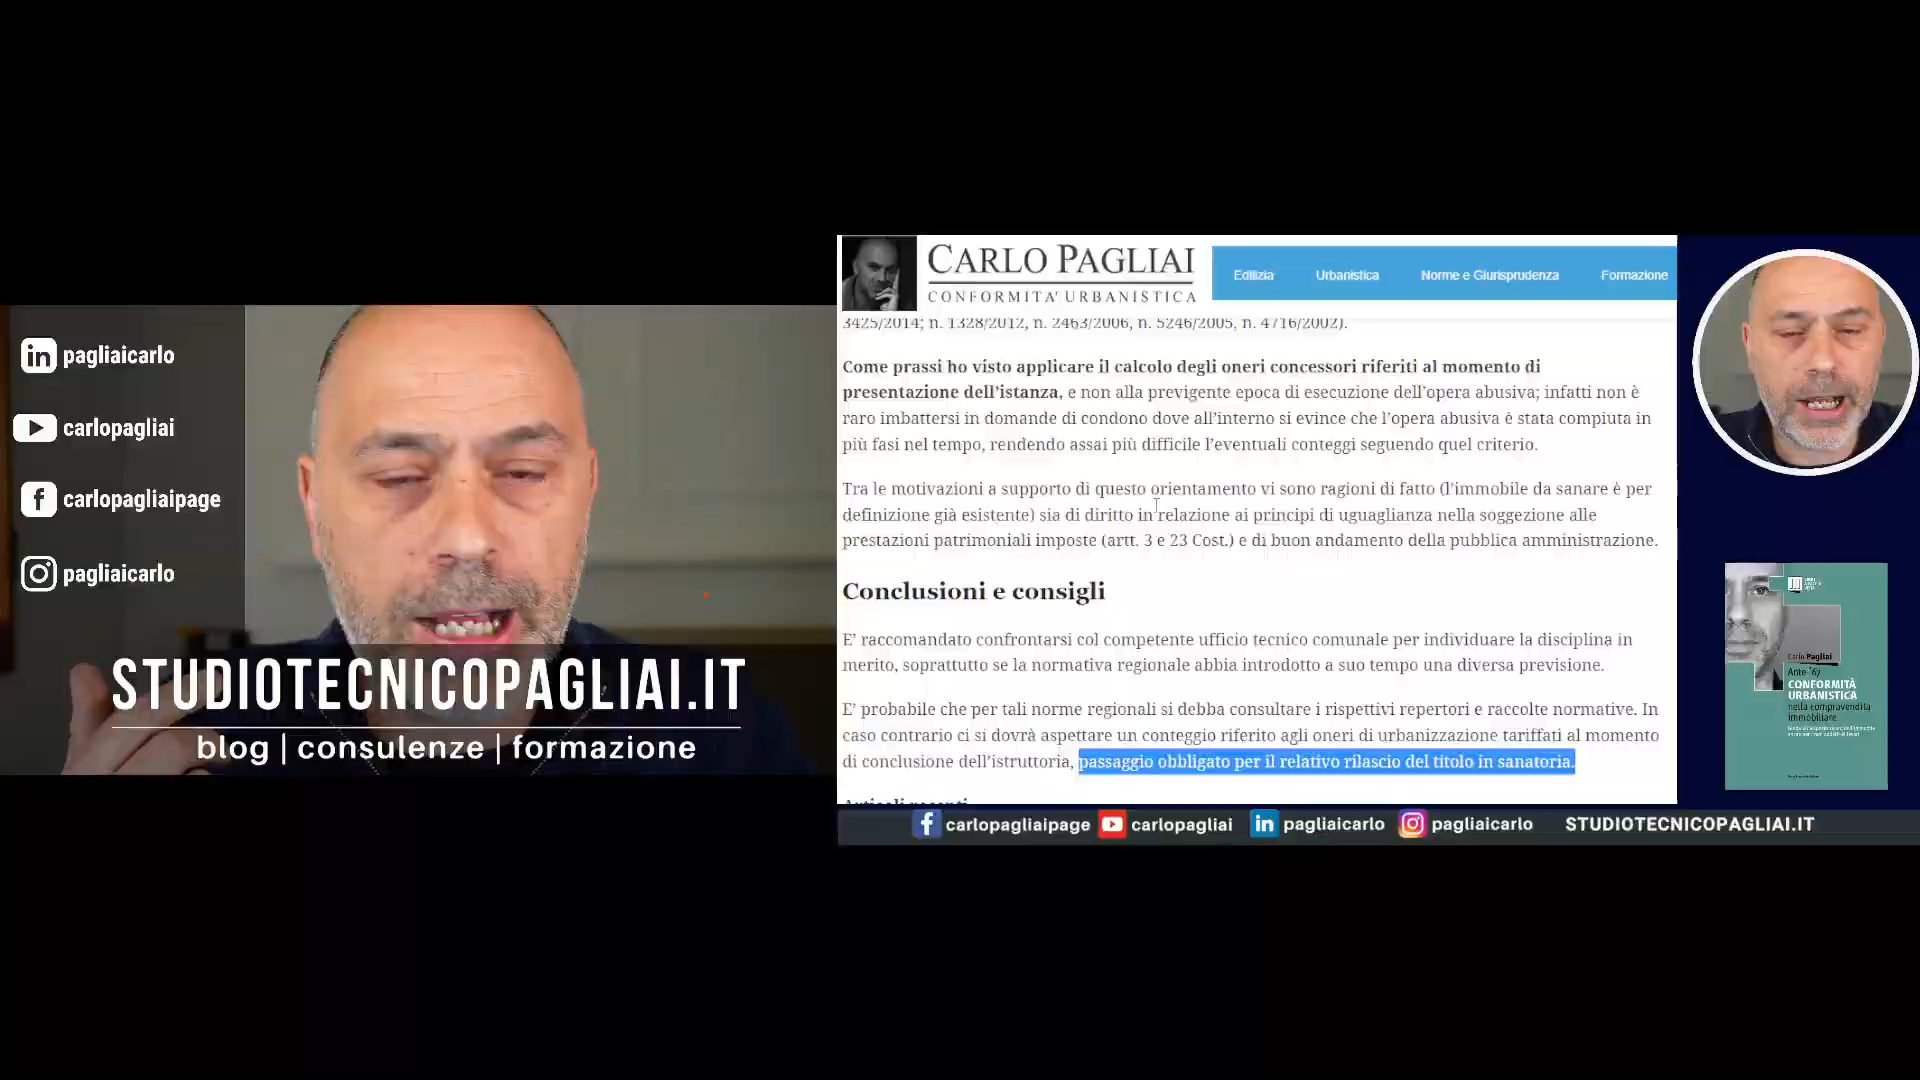 pagliaicarlo
carlopagliai
carlopagliaipage
pagliaicarlo
STUDIOTECNICOPAGLIAI.IT
blog | consulenze | formazione
CARLO PAGLIAI
CONFORMITA' URBANISTICA
Edilizia Urbanistica Norme e Giurisprudenza Formazione
3425/2014; n. 1328/2012, n. 2463/2006, n. 5246/2005, n. 4716/2002).
Come prassi ho visto applicare il calcolo degli oneri concessori riferiti al momento di
presentazione dell'istanza, e non alla previgente epoca di esecuzione dell'opera abusiva; infatti non è
raro imbattersi in domande di condono dove all'interno si evince che l'opera abusiva è stata compiuta in
più fasi nel tempo, rendendo assai più difficile l'eventuali conteggi seguendo quel criterio.
Tra le motivazioni a supporto di questo orientamento vi sono ragioni di fatto (l'immobile da sanare è per
definizione già esistente) sia di diritto in relazione ai principi di uguaglianza nella soggezione alle
prestazioni patrimoniali imposte (artt. 3 e 23 Cost.) e di buon andamento della pubblica amministrazione.
Conclusioni e consigli
E' raccomandato confrontarsi col competente ufficio tecnico comunale per individuare la disciplina in
merito, soprattutto se la normativa regionale abbia introdotto a suo tempo una diversa previsione.
E' probabile che per tali norme regionali si debba consultare i rispettivi repertori e raccolte normative. In
caso contrario ci si dovrà aspettare un conteggio riferito agli oneri di urbanizzazione tariffati al momento
di conclusione dell'istruttoria, passaggio obbligato per il relativo rilascio del titolo in sanatoria.
Articoli recenti
Carlo Pagliai
Ante '67
CONFORMITÀ
URBANISTICA
nella compravendita
immobiliare
carlopagliaipage carlopagliai pagliaicarlo pagliaicarlo STUDIOTECNICOPAGLIAI.IT